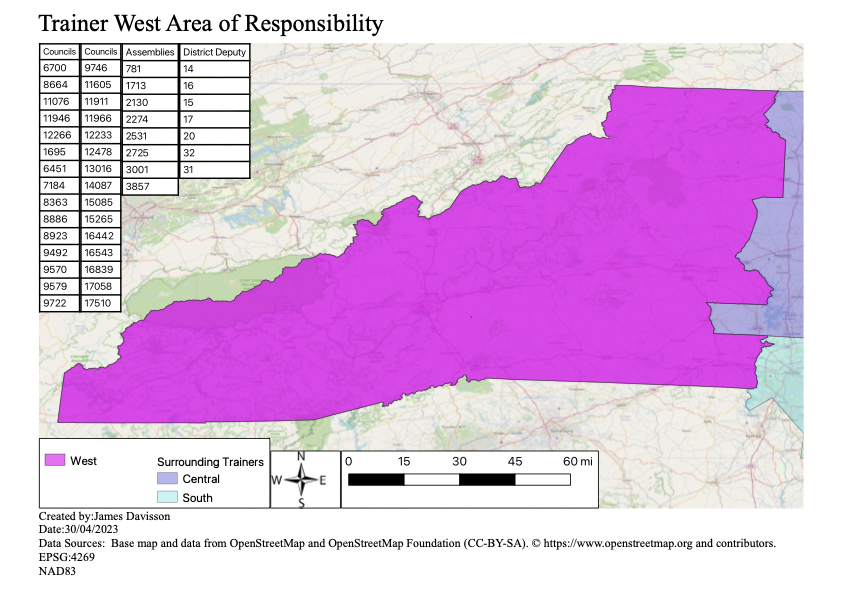 Trainer West Area of Responsibility
Councils Councils Assemblies District Deputy
6700 9746 781 14
8664 11605 1713 16
11076 11911 2130 15
11946 11966 2274 17
12266 12233 2531 20
1695 12478 2725 32
6451 13016 3001 31
7184 14087 3857
8363 15085
8886 15265
8923 16442
9492 16543
9570 16839
9579 17058
9722 17510
West
Surrounding Trainers
Central
South
N
W E
S
0 15 30 45 60 mi
Created by:James Davisson
Date:30/04/2023
Data Sources: Base map and data from OpenStreetMap and OpenStreetMap Foundation (CC-BY-SA). © https://www.openstreetmap.org and contributors.
EPSG:4269
NAD83